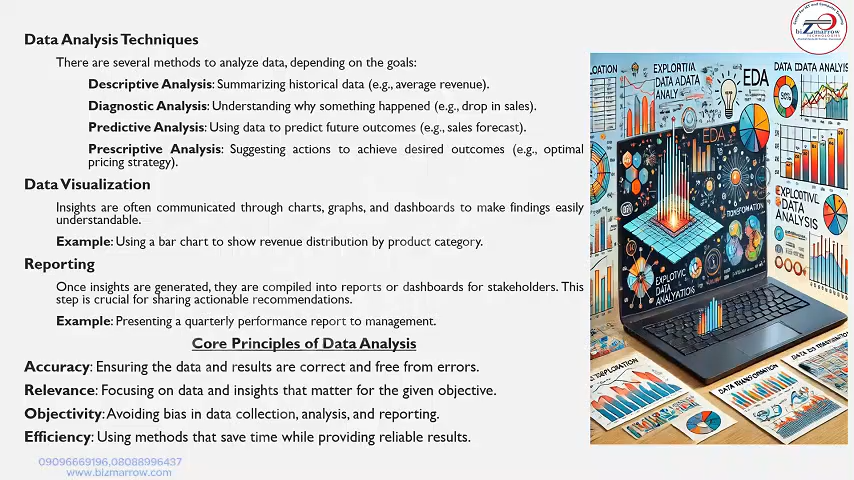 Data Analysis Techniques
There are several methods to analyze data, depending on the goals:
Descriptive Analysis: Summarizing historical data (e.g., average revenue).
Diagnostic Analysis: Understanding why something happened (e.g., drop in sales).
Predictive Analysis: Using data to predict future outcomes (e.g., sales forecast).
Prescriptive Analysis: Suggesting actions to achieve desired outcomes (e.g., optimal
pricing strategy).
Data Visualization
Insights are often communicated through charts, graphs, and dashboards to make findings easily
understandable.
Example: Using a bar chart to show revenue distribution by product category.
Reporting
Once insights are generated, they are compiled into reports or dashboards for stakeholders. This
step is crucial for sharing actionable recommendations.
Example: Presenting a quarterly performance report to management.
Core Principles of Data Analysis
Accuracy: Ensuring the data and results are correct and free from errors.
Relevance: Focusing on data and insights that matter for the given objective.
Objectivity: Avoiding bias in data collection, analysis, and reporting.
Efficiency: Using methods that save time while providing reliable results.
09096669196,08088996437
www.bizmarrow.com
bizmarrow
TECHNOLOGIES
EDA
EDA
DATA ANALYSIS